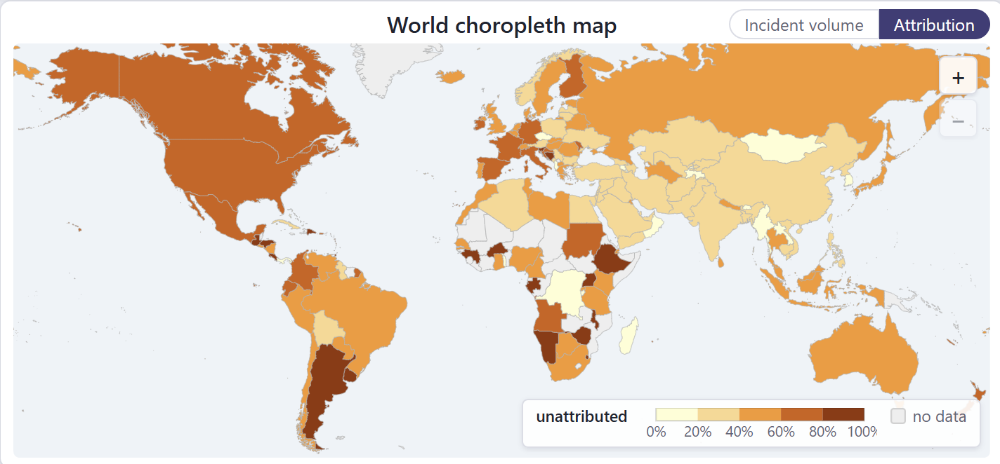 World choropleth map
Incident volume
Attribution
+
−
unattributed
0% 20% 40% 60% 80% 100%
no data